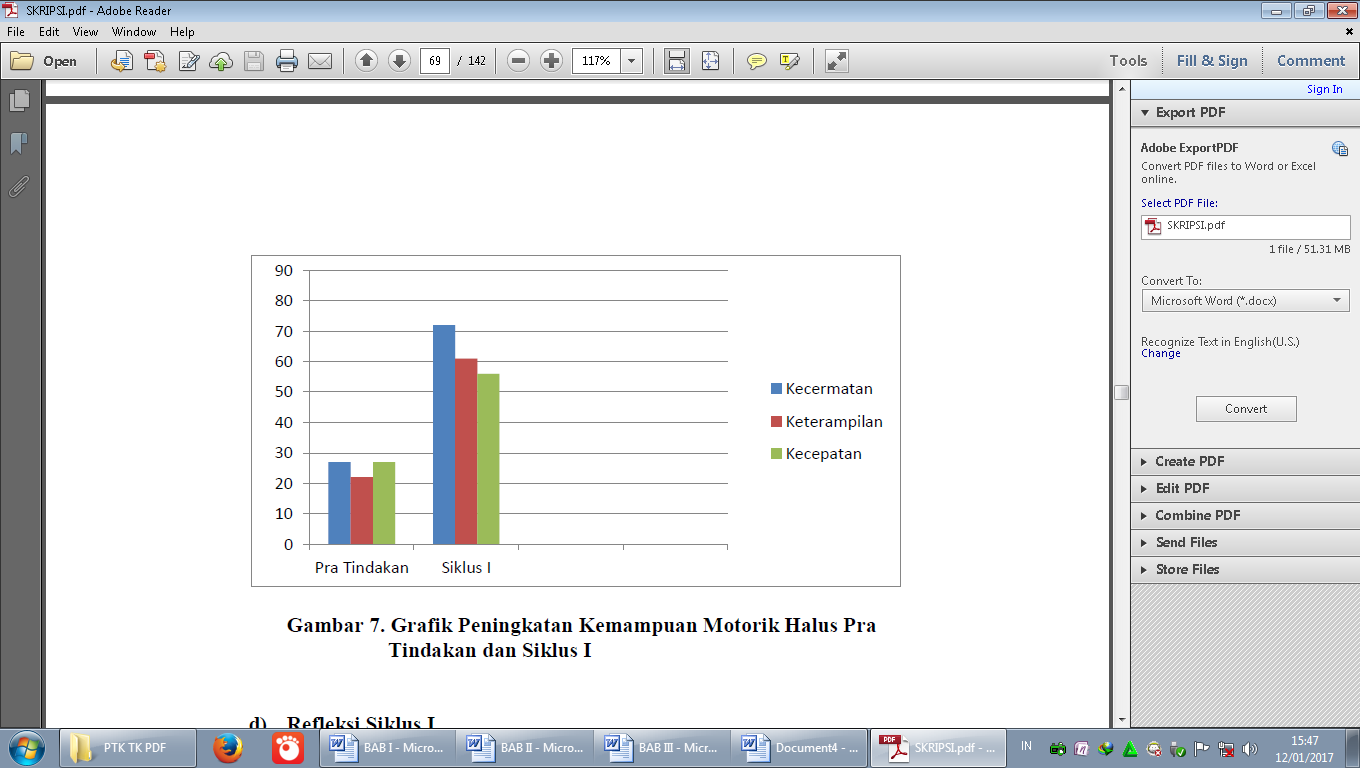 SKRIPSI.pdf - Adobe Reader
File Edit View Window Help
Open 69 / 142 117% Tools Fill & Sign Comment
Sign In
Export PDF
Adobe ExportPDF
Convert PDF files to Word or Excel
online.
Select PDF File:
SKRIPSI.pdf
1 file / 51.31 MB
Convert To:
Microsoft Word (*.docx)
Recognize Text in English(U.S.)
Change
Convert
Create PDF
Edit PDF
Combine PDF
Send Files
Store Files
90
80
70
60
50
40
30
20
10
0
Pra Tindakan Siklus I
Kecermatan
Keterampilan
Kecepatan
Gambar 7. Grafik Peningkatan Kemampuan Motorik Halus Pra
Tindakan dan Siklus I
d) Refleksi Siklus I
PTK TK PDF BAB I - Micro... BAB II - Micro... BAB III - Micr... Document4 - ... SKRIPSI.pdf - ... IN 15:47
12/01/2017